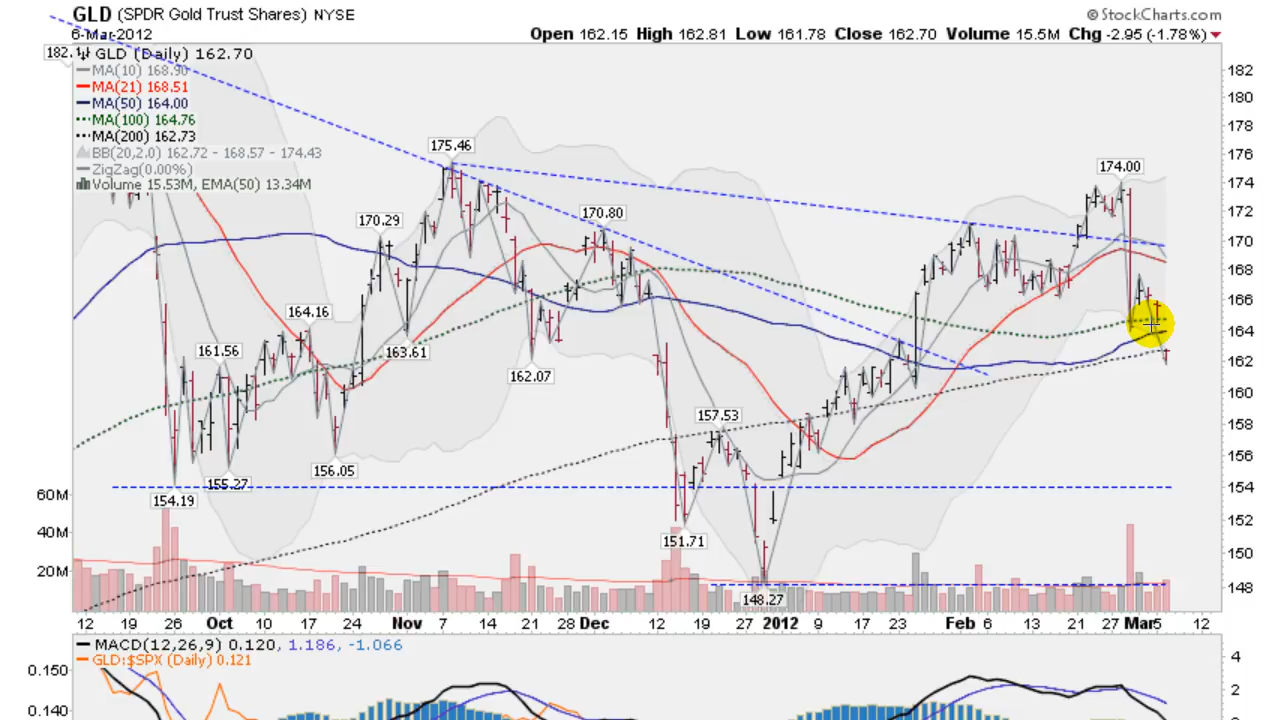 GLD (SPDR Gold Trust Shares) NYSE
© StockCharts.com
6-Mar-2012
Open 162.15 High 162.81 Low 161.78 Close 162.70 Volume 15.5M Chg -2.95 (-1.78%)
GLD (Daily) 162.70
MA(10) 168.90
MA(21) 168.51
MA(50) 164.00
MA(100) 164.76
MA(200) 162.73
BB(20,2.0) 162.72 - 168.57 - 174.43
ZigZag(0.00%)
Volume 15.53M, EMA(50) 13.34M
175.46
174.00
170.29
170.80
164.16
161.56
163.61
162.07
157.53
156.05
155.27
154.19
151.71
148.27
182
180
178
176
174
172
170
168
166
164
162
160
158
156
154
152
150
148
60M
40M
20M
12 19 26 Oct 10 17 24 Nov 7 14 21 28 Dec 12 19 27 2012 9 17 23 Feb 6 13 21 27 Mar 5 12
MACD(12,26,9) 0.120, 1.186, -1.066
GLD:$SPX (Daily) 0.121
0.150
0.140
4
2